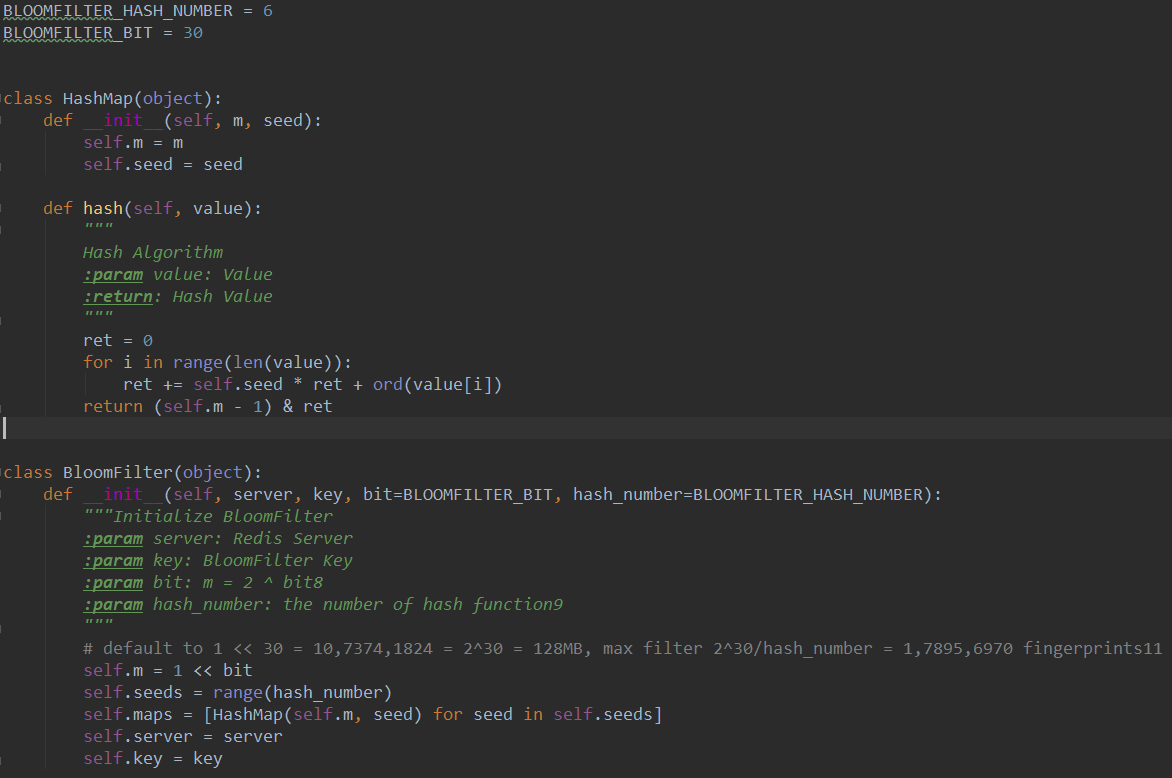 BLOOMFILTER_HASH_NUMBER = 6
BLOOMFILTER_BIT = 30
class HashMap(object):
    def __init__(self, m, seed):
        self.m = m
        self.seed = seed
    def hash(self, value):
        """
        Hash Algorithm
        :param value: Value
        :return: Hash Value
        """
        ret = 0
        for i in range(len(value)):
            ret += self.seed * ret + ord(value[i])
        return (self.m - 1) & ret
class BloomFilter(object):
    def __init__(self, server, key, bit=BLOOMFILTER_BIT, hash_number=BLOOMFILTER_HASH_NUMBER):
        """Initialize BloomFilter
        :param server: Redis Server
        :param key: BloomFilter Key
        :param bit: m = 2 ^ bit8
        :param hash_number: the number of hash function9
        """
        # default to 1 << 30 = 10,7374,1824 = 2^30 = 128MB, max filter 2^30/hash_number = 1,7895,6970 fingerprints11
        self.m = 1 << bit
        self.seeds = range(hash_number)
        self.maps = [HashMap(self.m, seed) for seed in self.seeds]
        self.server = server
        self.key = key